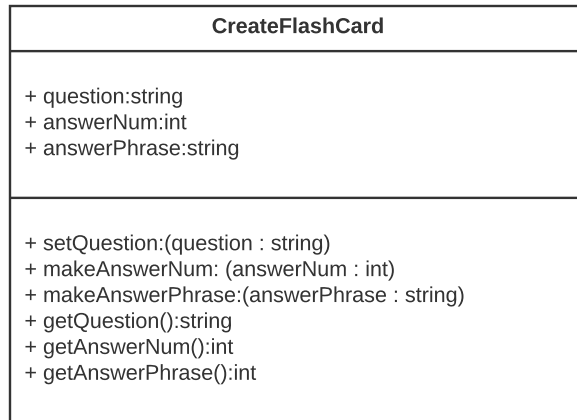 CreateFlashCard
+ question:string
+ answerNum:int
+ answerPhrase:string
+ setQuestion:(question : string)
+ makeAnswerNum: (answerNum : int)
+ makeAnswerPhrase:(answerPhrase : string)
+ getQuestion():string
+ getAnswerNum():int
+ getAnswerPhrase():int